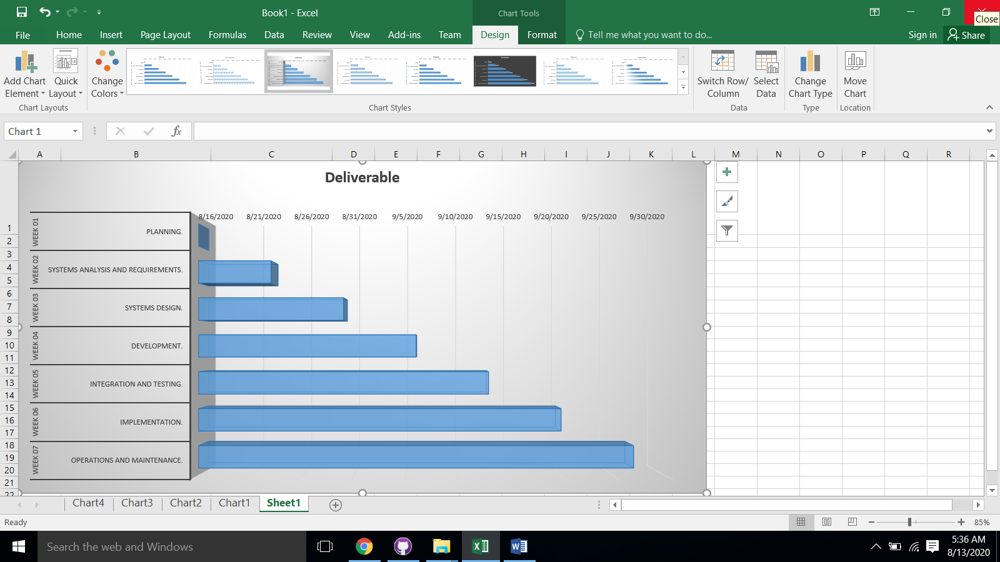 Book1 - Excel
Chart Tools
Close
File Home Insert Page Layout Formulas Data Review View Add-ins Team Design Format Tell me what you want to do... Sign in Share
Add Chart Element
Quick Layout
Change Colors
Switch Row/ Column
Select Data
Change Chart Type
Move Chart
Chart Layouts
Chart Styles
Data
Type
Location
Chart 1
fx
A B C D E F G H I J K L M N O P Q R
Deliverable
8/16/2020 8/21/2020 8/26/2020 8/31/2020 9/5/2020 9/10/2020 9/15/2020 9/20/2020 9/25/2020 9/30/2020
WEEK 01 PLANNING.
WEEK 02 SYSTEMS ANALYSIS AND REQUIREMENTS.
WEEK 03 SYSTEMS DESIGN.
WEEK 04 DEVELOPMENT.
WEEK 05 INTEGRATION AND TESTING.
WEEK 06 IMPLEMENTATION.
WEEK 07 OPERATIONS AND MAINTENANCE.
1
2
3
4
5
6
7
8
9
10
11
12
13
14
15
16
17
18
19
20
21
22
Chart4 Chart3 Chart2 Chart1 Sheet1
Ready
85%
Search the web and Windows
5:36 AM
8/13/2020